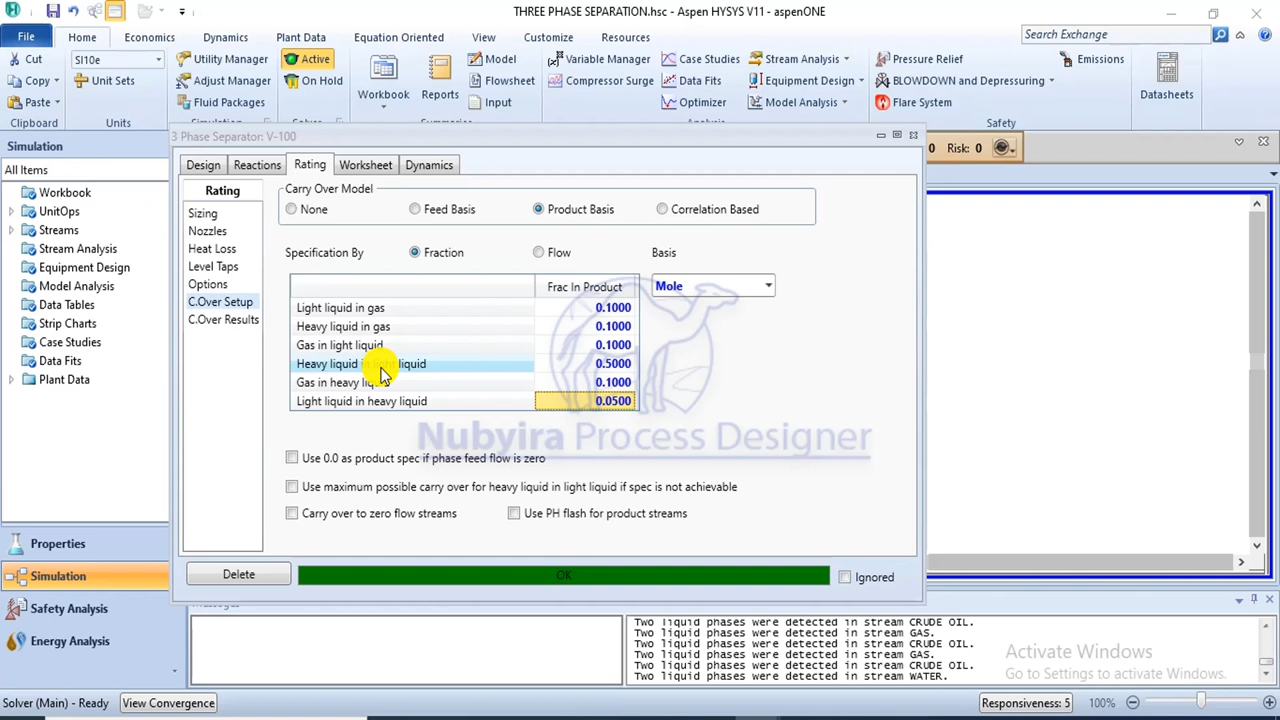 THREE PHASE SEPARATION.hsc - Aspen HYSYS V11 - aspenONE
File Home Economics Dynamics Plant Data Equation Oriented View Customize Resources Search Exchange
Cut SI10e Utility Manager Active Model Variable Manager Case Studies Stream Analysis Pressure Relief Emissions
Copy Unit Sets Adjust Manager On Hold Workbook Reports Flowsheet Compressor Surge Data Fits Equipment Design BLOWDOWN and Depressuring Datasheets
Paste Fluid Packages Input Optimizer Model Analysis Flare System
Clipboard Units Safety
Simulation
All Items
Workbook
UnitOps
Streams
Stream Analysis
Equipment Design
Model Analysis
Data Tables
Strip Charts
Case Studies
Data Fits
Plant Data
Properties
Simulation
Safety Analysis
Energy Analysis
3 Phase Separator: V-100
0 Risk: 0
Design Reactions Rating Worksheet Dynamics
Rating
Sizing
Nozzles
Heat Loss
Level Taps
Options
C.Over Setup
C.Over Results
Carry Over Model
None Feed Basis Product Basis Correlation Based
Specification By Fraction Flow Basis
Frac In Product Mole
Light liquid in gas 0.1000
Heavy liquid in gas 0.1000
Gas in light liquid 0.1000
Heavy liquid in light liquid 0.5000
Gas in heavy 0.1000
Light liquid in heavy liquid 0.0500
Nubyira Process Designer
Use 0.0 as product spec if phase feed flow is zero
Use maximum possible carry over for heavy liquid in light liquid if spec is not achievable
Carry over to zero flow streams Use PH flash for product streams
Delete OK Ignored
Two liquid phases were detected in stream CRUDE OIL.
Two liquid phases were detected in stream GAS.
Two liquid phases were detected in stream CRUDE OIL.
Two liquid phases were detected in stream GAS.
Two liquid phases were detected in stream CRUDE OIL.
Two liquid phases were detected in stream WATER.
Activate Windows
Go to Settings to activate Windows.
Solver (Main) - Ready View Convergence Responsiveness: 5 100%